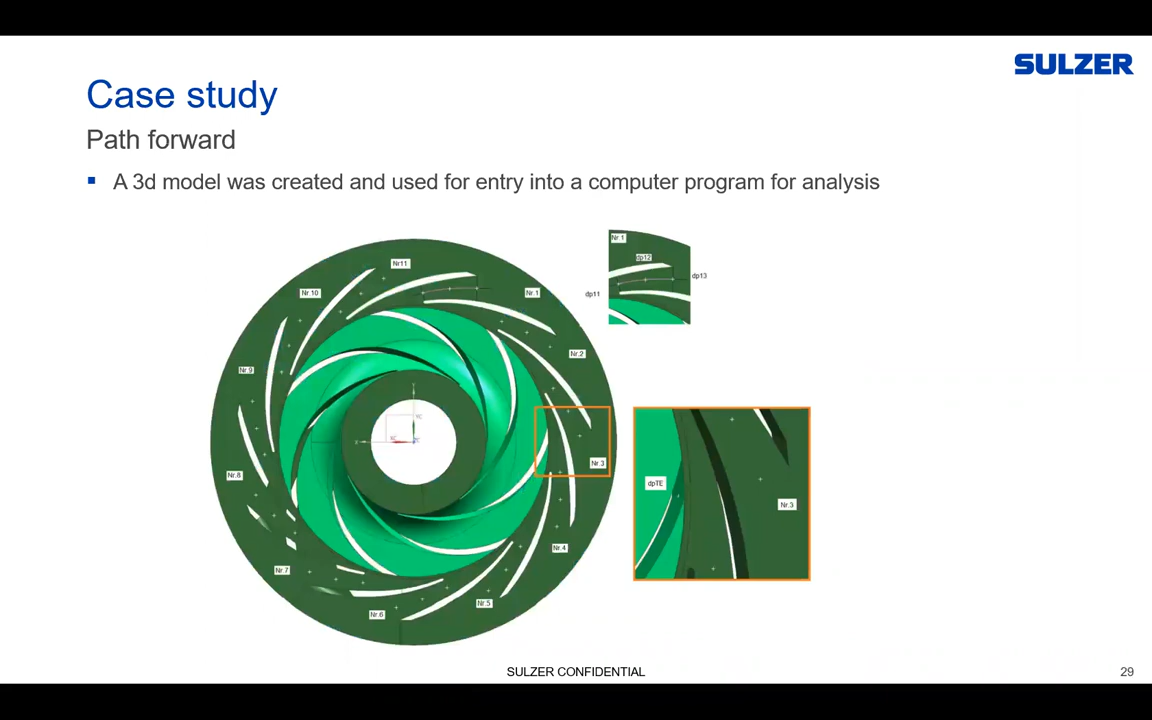 SULZER
Case study
Path forward
A 3d model was created and used for entry into a computer program for analysis
Nr.1
dp12
dp13
dp11
Nr11
Nr.10
Nr.1
Nr.2
Nr.9
Nr.3
Nr.8
Nr.4
Nr.7
Nr.5
Nr.6
dpTE
Nr.3
SULZER CONFIDENTIAL
29